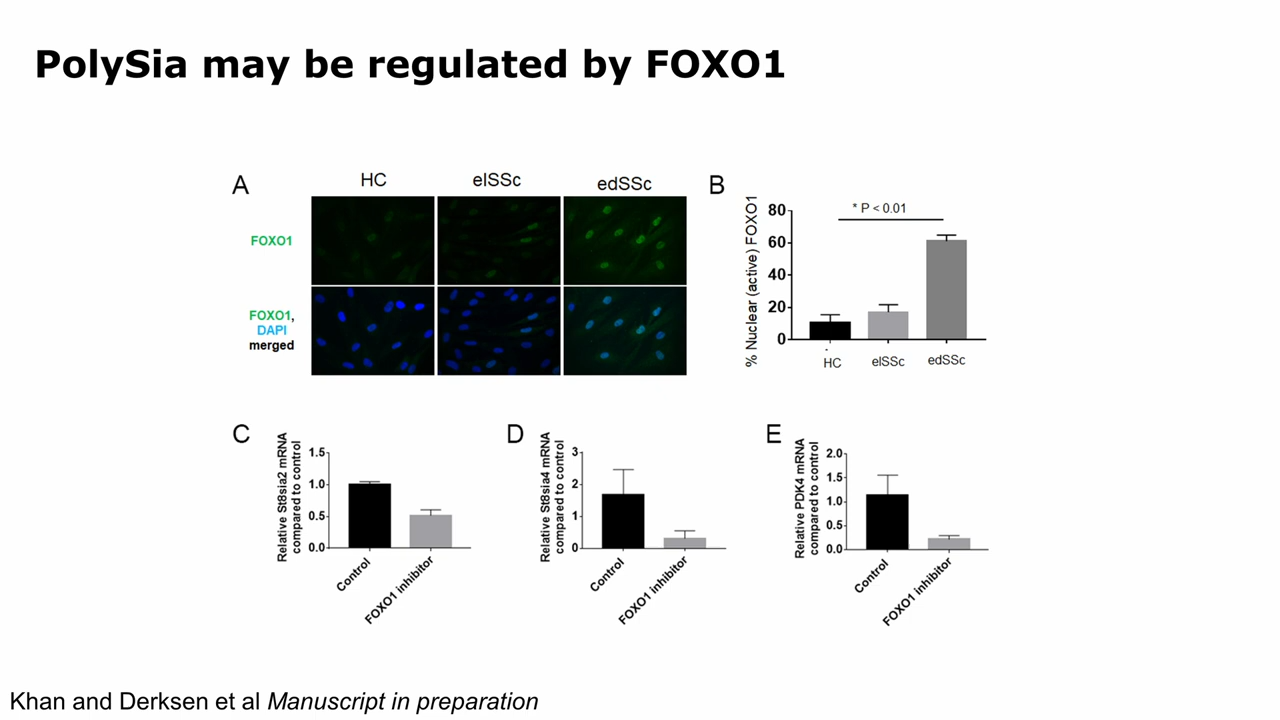 PolySia may be regulated by FOXO1
A
HC
elSSc
edSSc
FOXO1
FOXO1,
DAPI
merged
B
% Nuclear (active) FOXO1
80
60
40
20
0
* P < 0.01
HC
elSSc
edSSc
C
Relative St8sia2 mRNA
compared to control
1.5
1.0
0.5
0.0
Control
FOXO1 inhibitor
D
Relative St8sia4 mRNA
compared to control
3
2
1
0
Control
FOXO1 inhibitor
E
Relative PDK4 mRNA
compared to control
2.0
1.5
1.0
0.5
0.0
Control
FOXO1 inhibitor
Khan and Derksen et al Manuscript in preparation